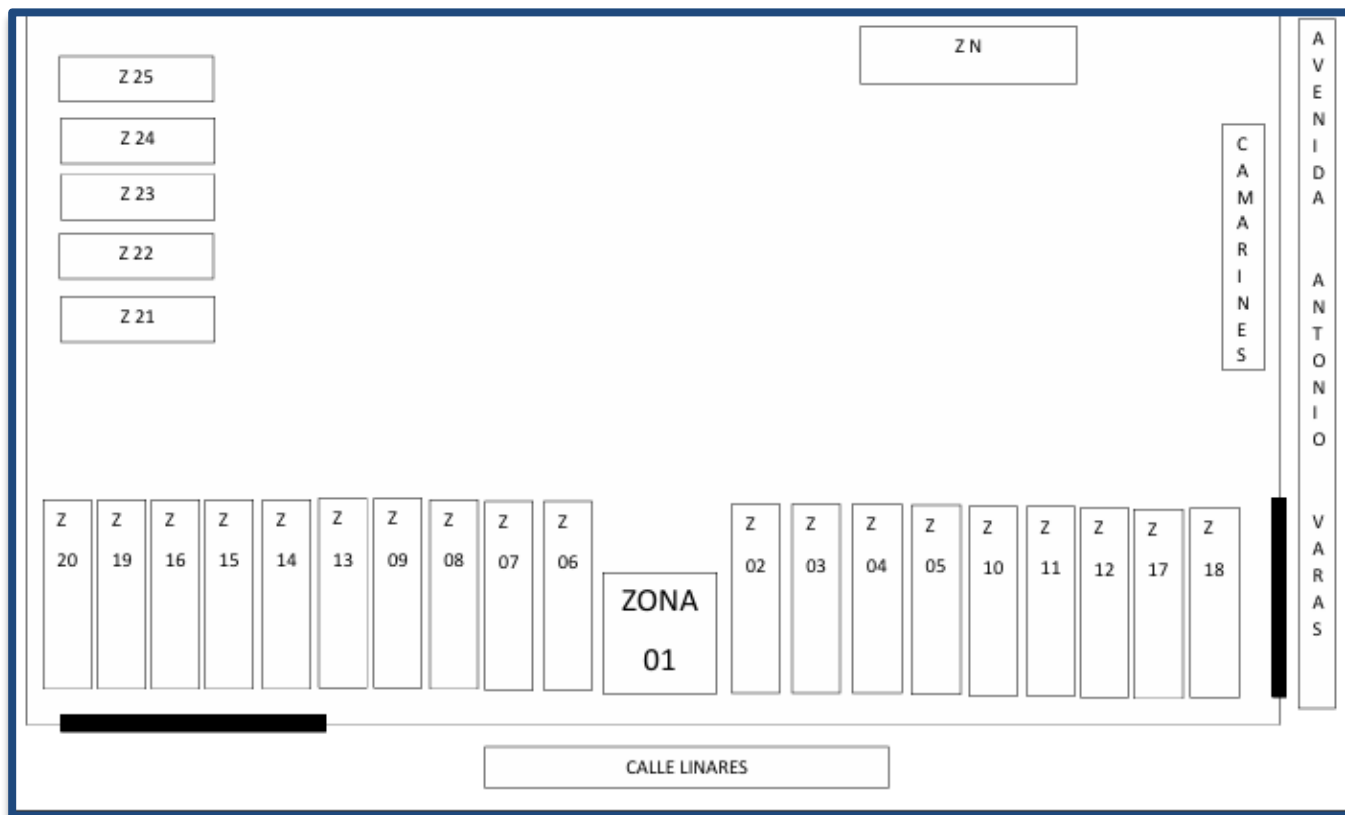 Z N
Z 25
Z 24
Z 23
Z 22
Z 21
CAMARINES
AVENIDA ANTONIO VARAS
Z 20
Z 19
Z 16
Z 15
Z 14
Z 13
Z 09
Z 08
Z 07
Z 06
ZONA
01
Z 02
Z 03
Z 04
Z 05
Z 10
Z 11
Z 12
Z 17
Z 18
CALLE LINARES